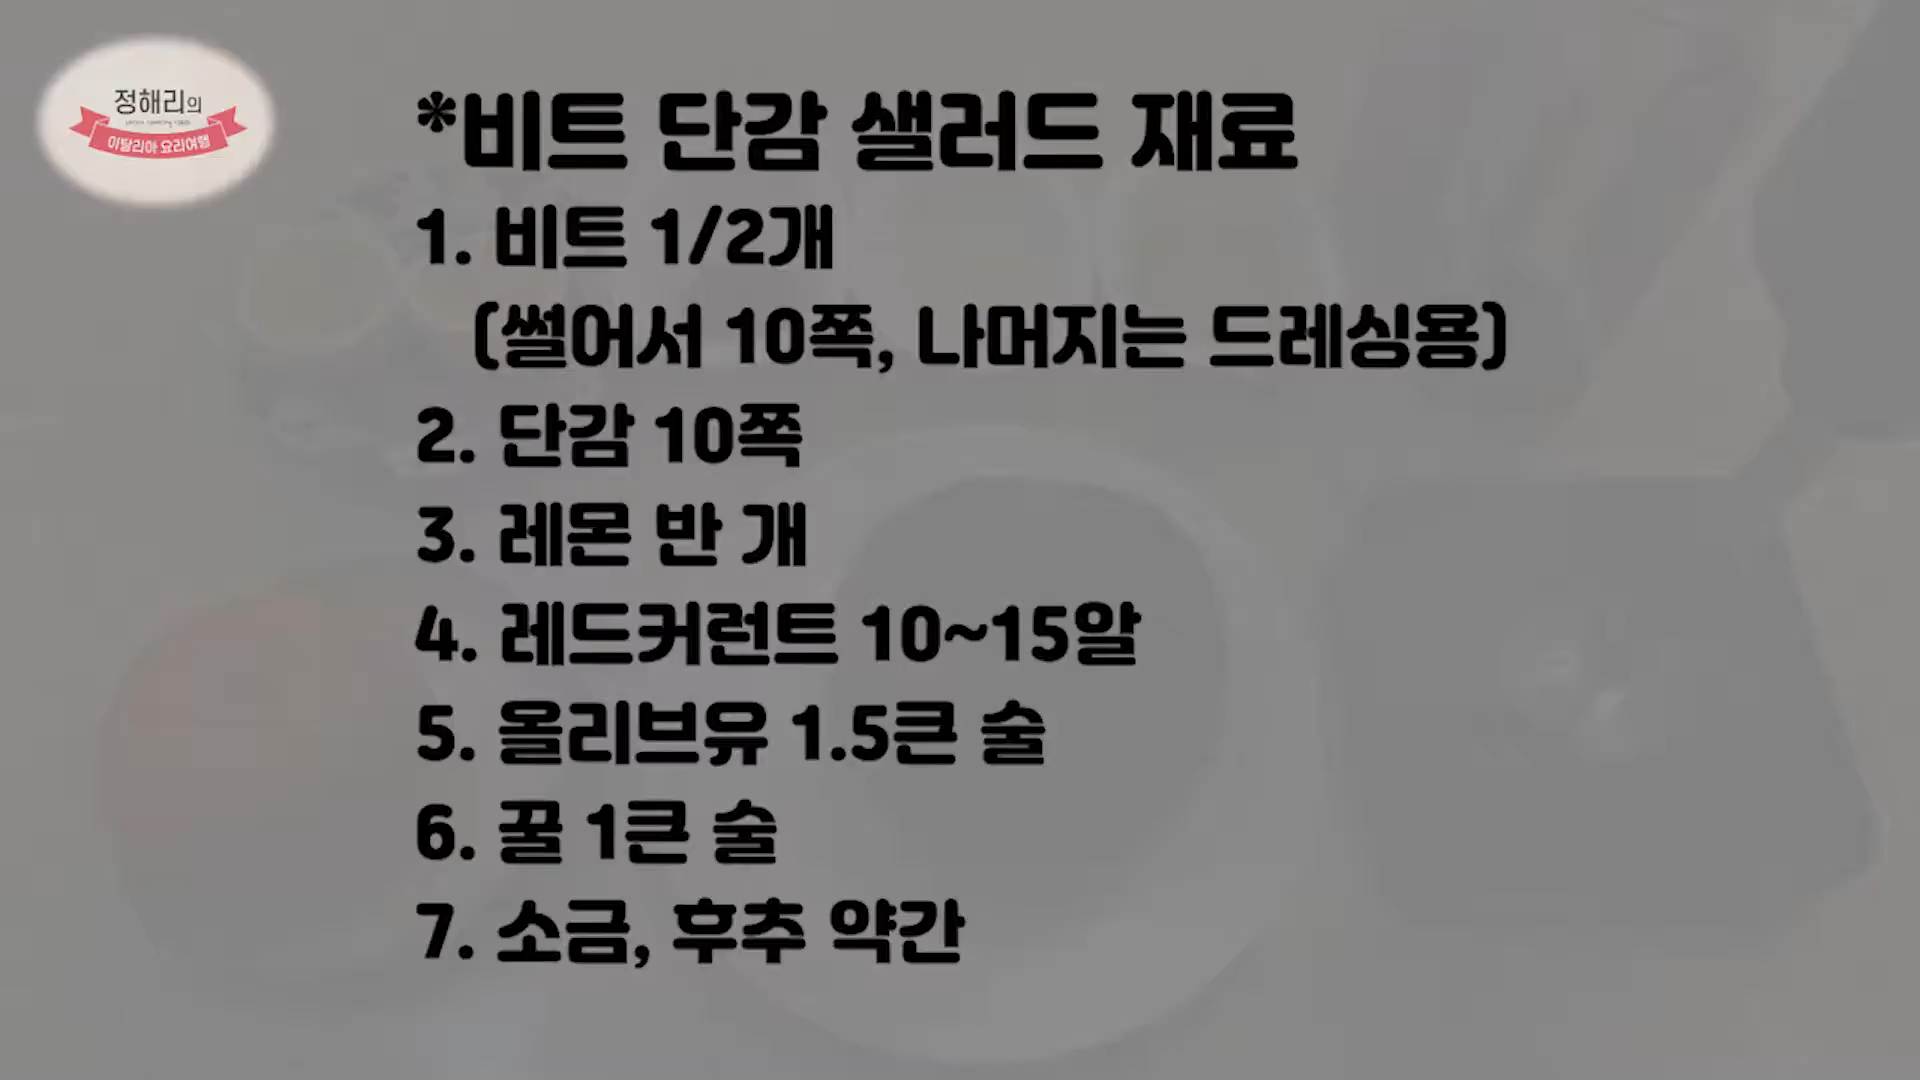 정해리의
이탈리아 요리여행
*비트 단감 샐러드 재료
1. 비트 1/2개
(썰어서 10쪽, 나머지는 드레싱용)
2. 단감 10쪽
3. 레몬 반 개
4. 레드커런트 10~15알
5. 올리브유 1.5큰 술
6. 꿀 1큰 술
7. 소금, 후추 약간